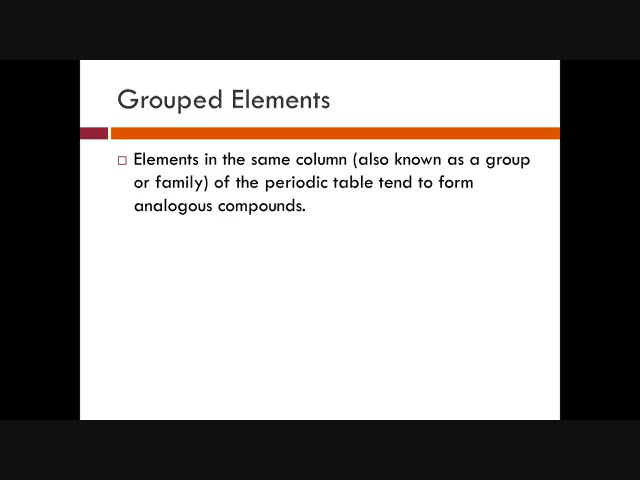 Grouped Elements
Elements in the same column (also known as a group
or family) of the periodic table tend to form
analogous compounds.